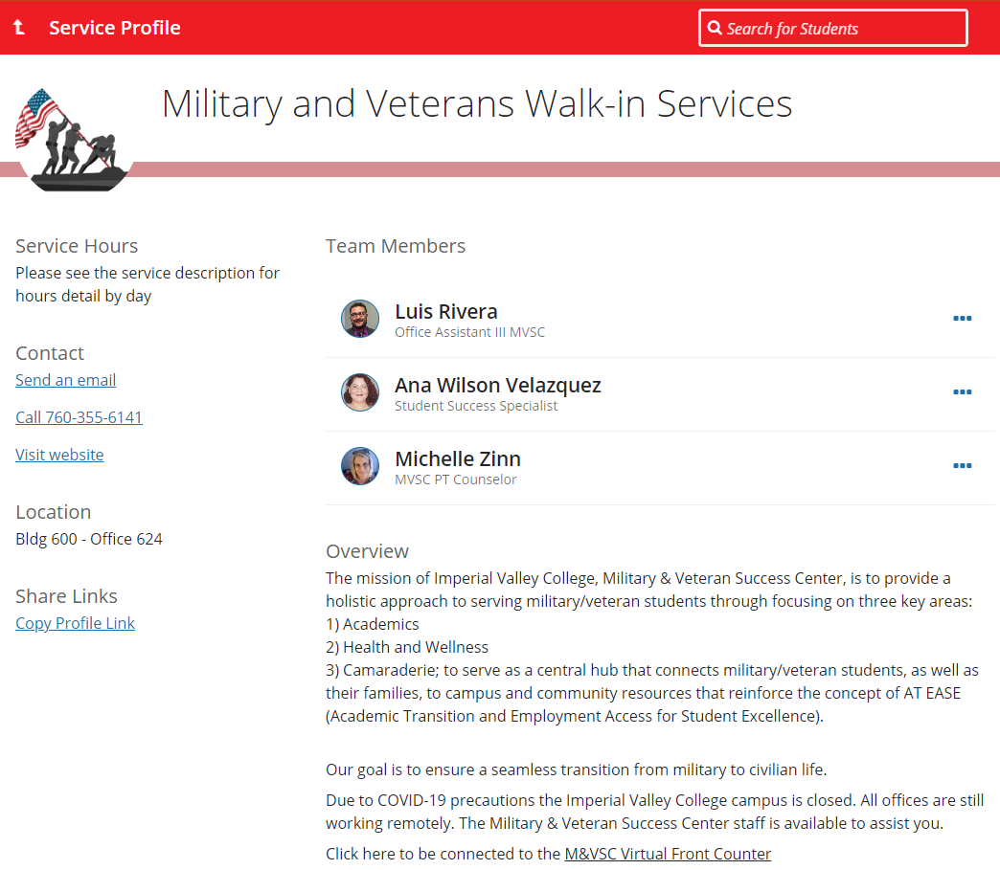 Service Profile
Search for Students
Military and Veterans Walk-in Services
Service Hours
Please see the service description for
hours detail by day
Contact
Send an email
Call 760-355-6141
Visit website
Location
Bldg 600 - Office 624
Share Links
Copy Profile Link
Team Members
Luis Rivera
Office Assistant III MVSC
Ana Wilson Velazquez
Student Success Specialist
Michelle Zinn
MVSC PT Counselor
Overview
The mission of Imperial Valley College, Military & Veteran Success Center, is to provide a
holistic approach to serving military/veteran students through focusing on three key areas:
1) Academics
2) Health and Wellness
3) Camaraderie; to serve as a central hub that connects military/veteran students, as well as
their families, to campus and community resources that reinforce the concept of AT EASE
(Academic Transition and Employment Access for Student Excellence).
Our goal is to ensure a seamless transition from military to civilian life.
Due to COVID-19 precautions the Imperial Valley College campus is closed. All offices are still
working remotely. The Military & Veteran Success Center staff is available to assist you.
Click here to be connected to the M&VSC Virtual Front Counter